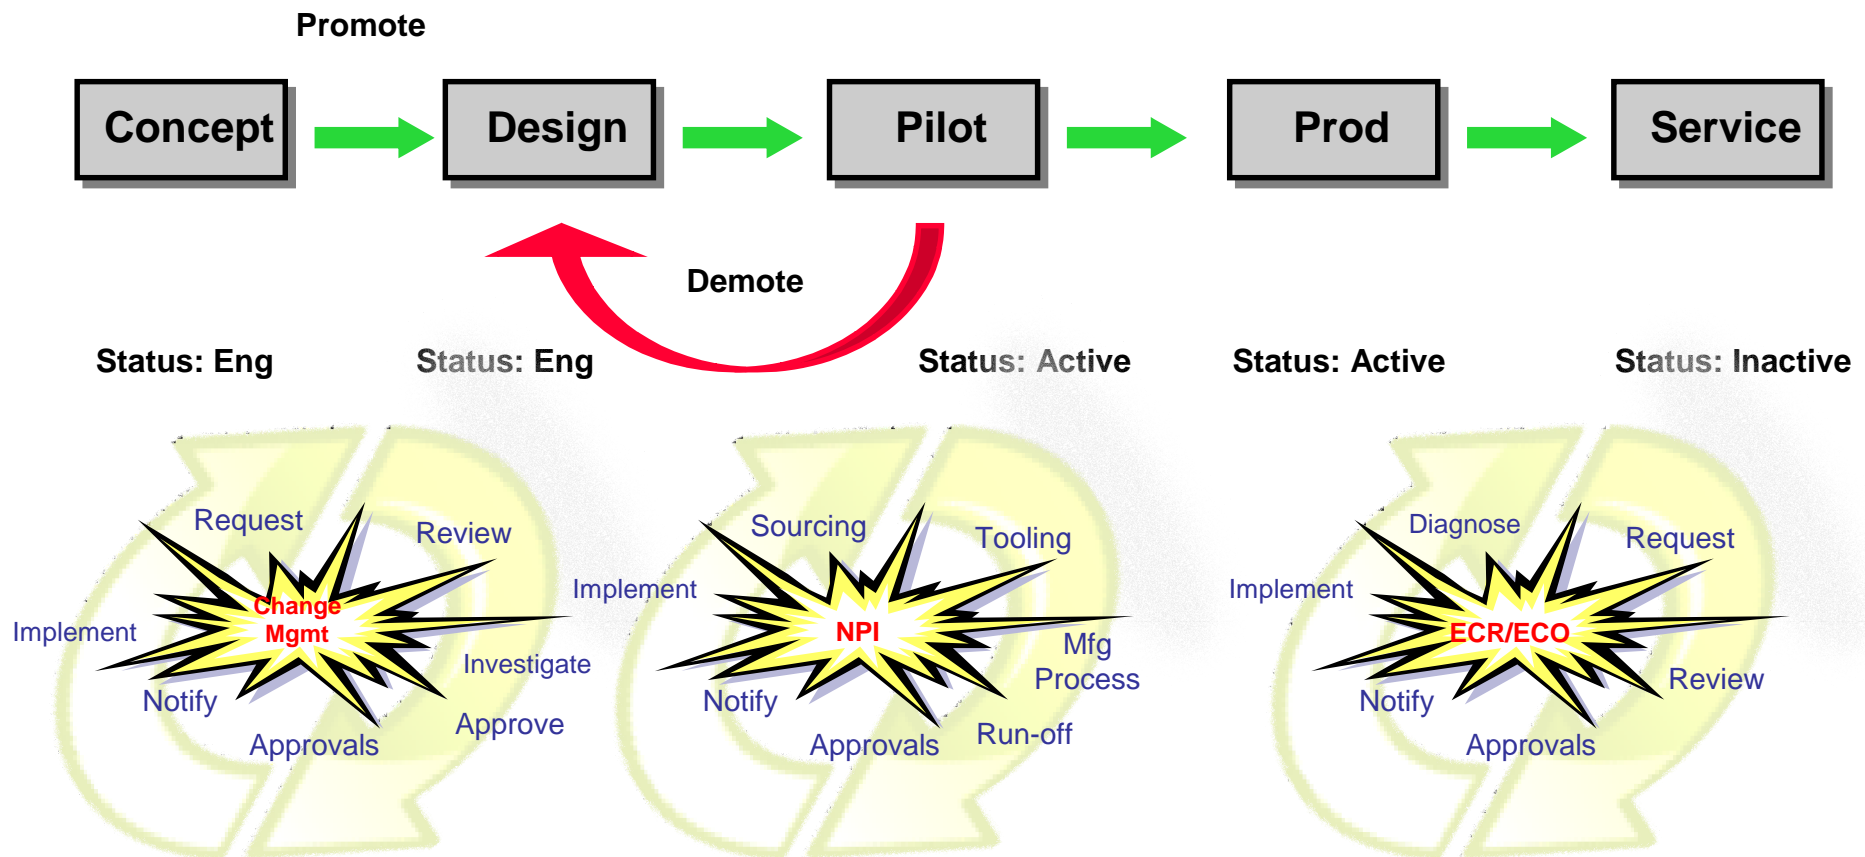 Promote
Concept
Design
Pilot
Prod
Service
Demote
Status: Eng
Status: Eng
Status: Active
Status: Active
Status: Inactive
Request
Review
Change
Mgmt
Implement
Investigate
Notify
Approve
Approvals
Sourcing
Tooling
Implement
NPI
Mfg
Process
Notify
Run-off
Approvals
Diagnose
Request
Implement
ECR/ECO
Review
Notify
Approvals